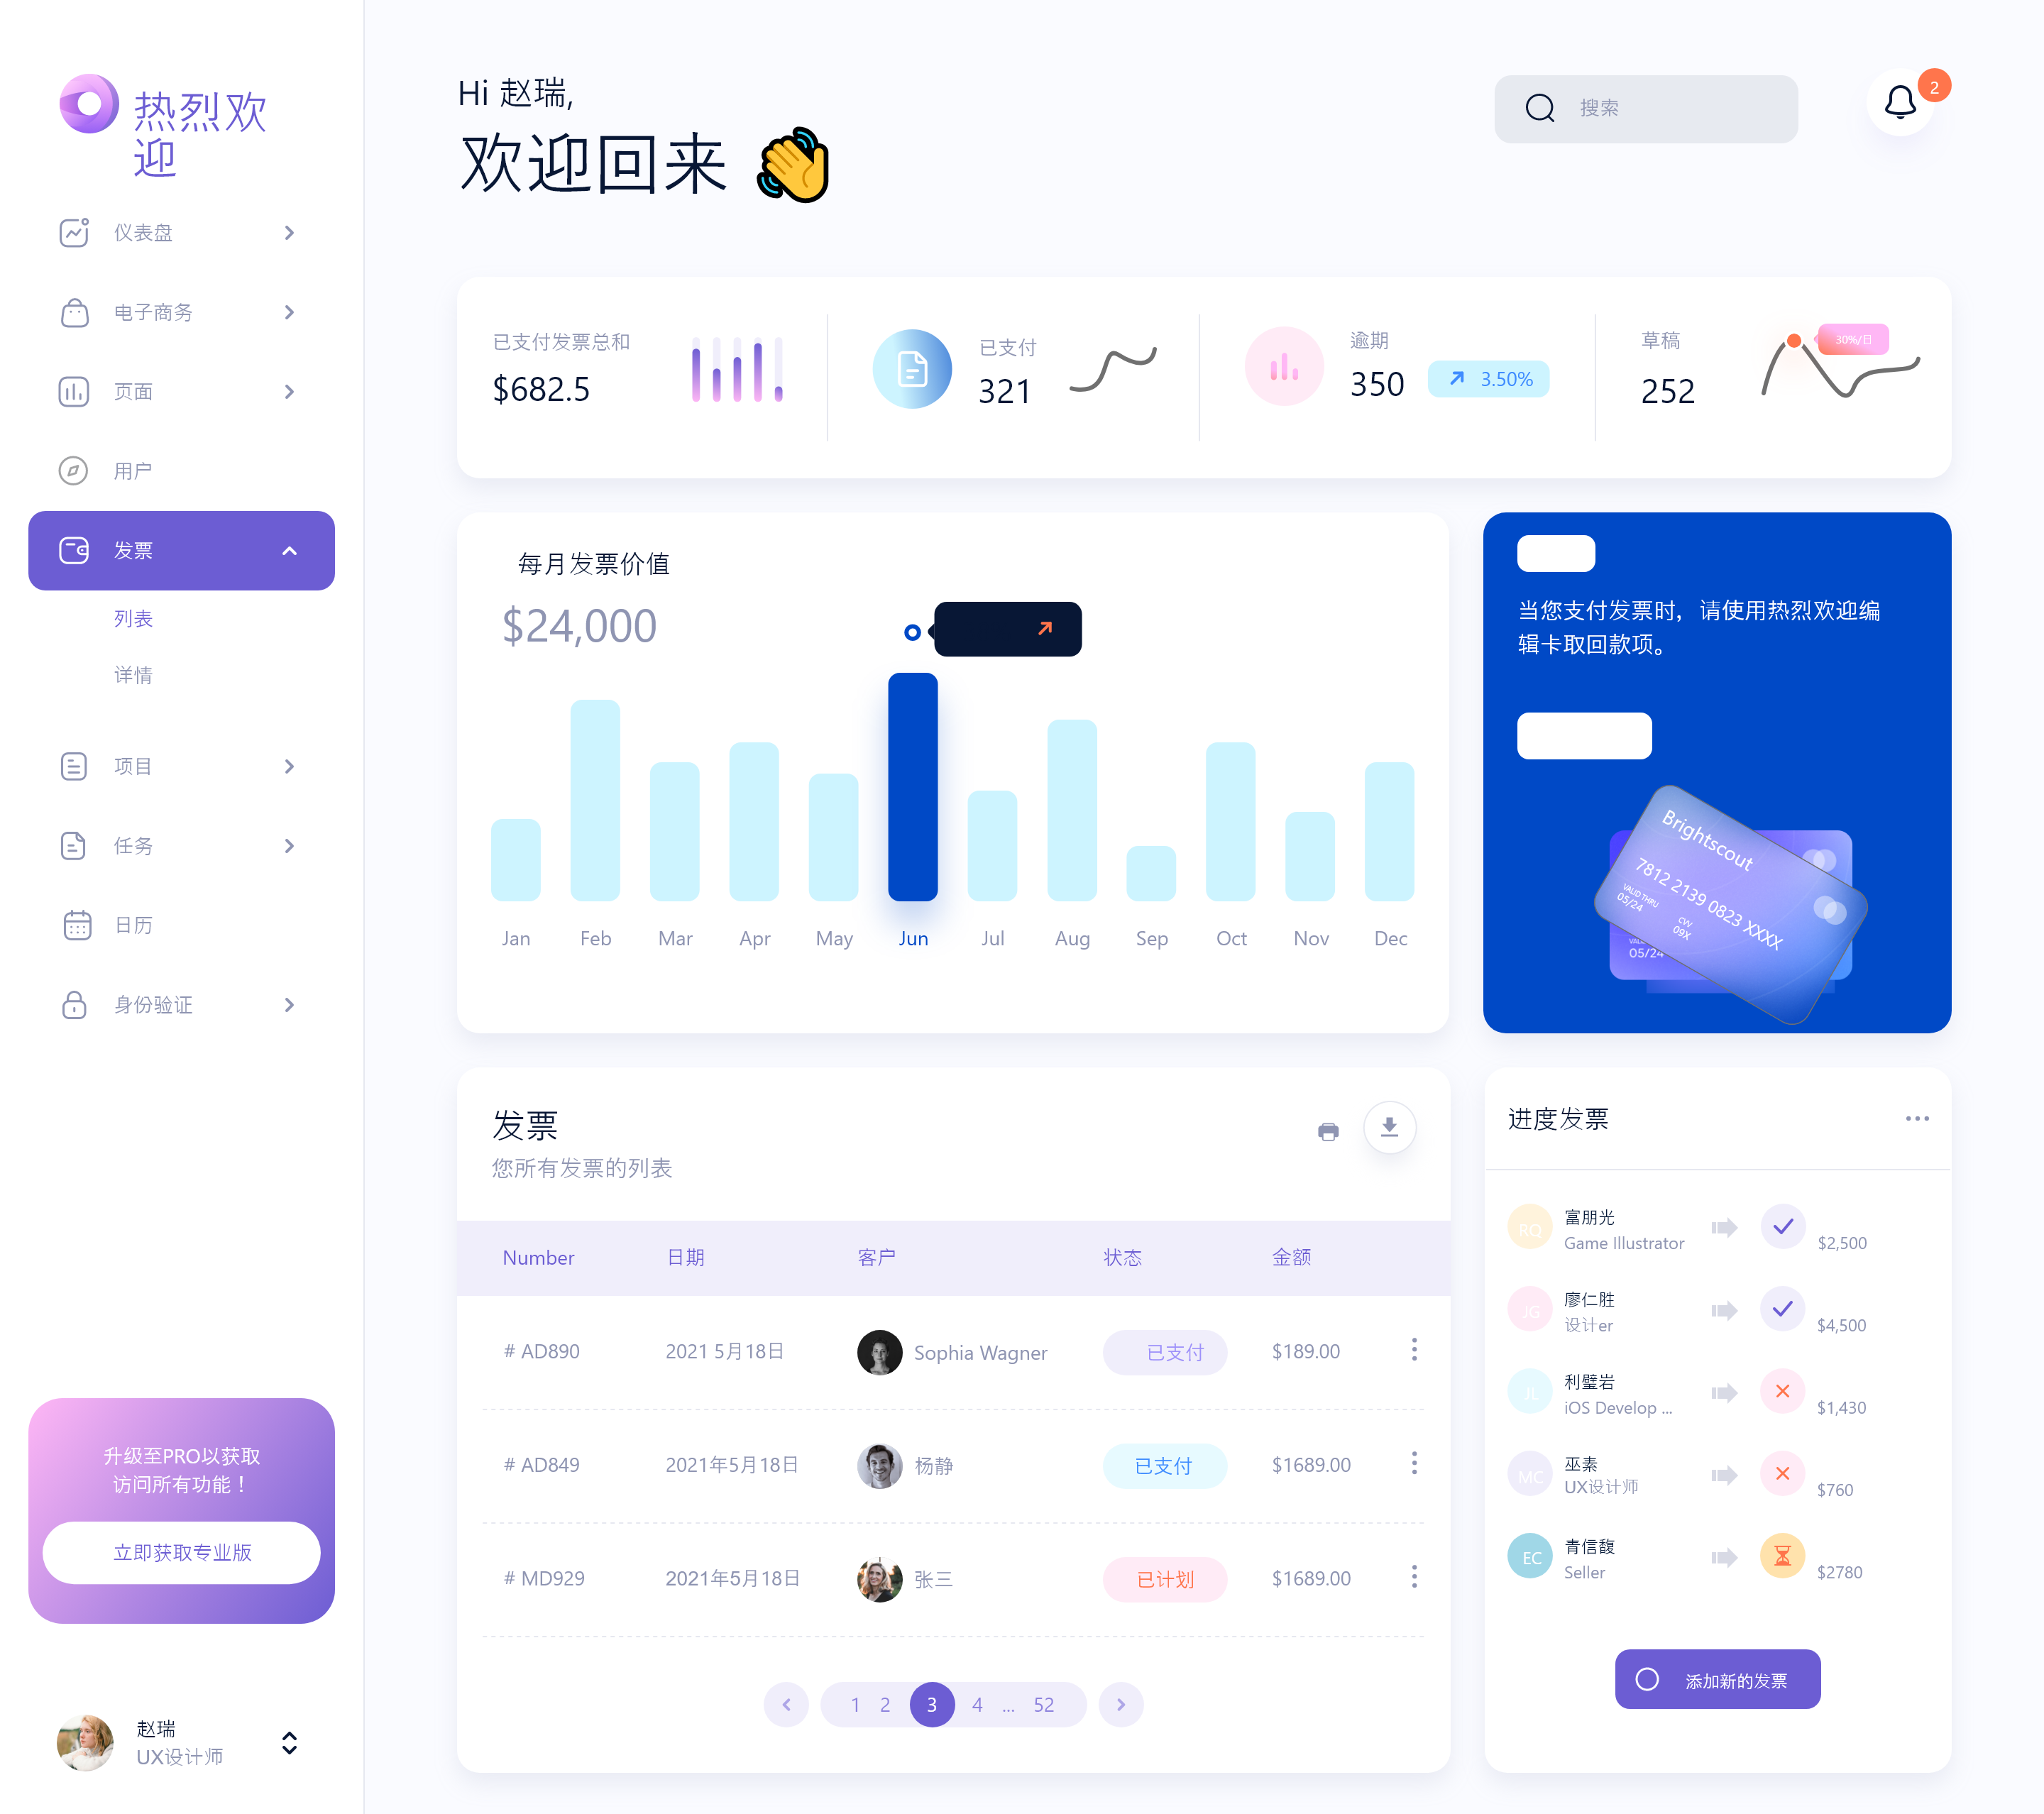 热烈欢
迎
仪表盘
电子商务
页面
用户
发票
列表
详情
项目
任务
日历
身份验证
升级至PRO以获取
访问所有功能！
立即获取专业版
赵瑞
UX设计师
Hi 赵瑞,
欢迎回来
搜索
2
已支付发票总和
$682.5
已支付
321
逾期
350
3.50%
草稿
252
30%/日
每月发票价值
$24,000
Jan Feb Mar Apr May Jun Jul Aug Sep Oct Nov Dec
当您支付发票时，请使用热烈欢迎编
辑卡取回款项。
Brightscout
7812 2139 0823 XXXX
VALID THRU
05/24
CVV
09X
05/24
发票
您所有发票的列表
Number 日期 客户 状态 金额
# AD890 2021 5月18日 Sophia Wagner 已支付 $189.00
# AD849 2021年5月18日 杨静 已支付 $1689.00
# MD929 2021年5月18日 张三 已计划 $1689.00
1 2 3 4 ... 52
进度发票
RQ
富朋光
Game Illustrator
$2,500
JG
廖仁胜
设计er
$4,500
JL
利壁岩
iOS Develop ...
$1,430
MC
巫素
UX设计师
$760
EC
青信馥
Seller
$2780
添加新的发票